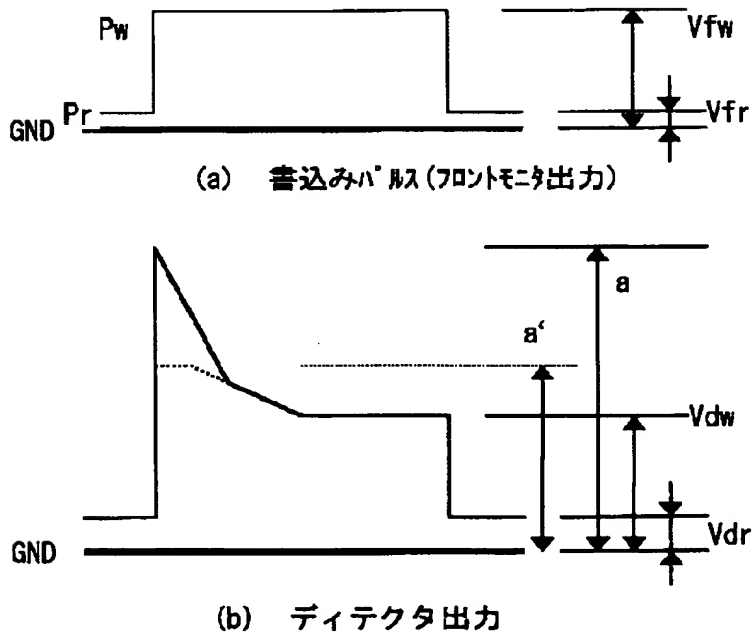 Pw
Vfw
Pr
Vfr
GND
(a) 書込みﾊﾟﾙｽ(ﾌﾛﾝﾄﾓﾆﾀ出力)
a
a‘
Vdw
Vdr
GND
(b) ディテクタ出力